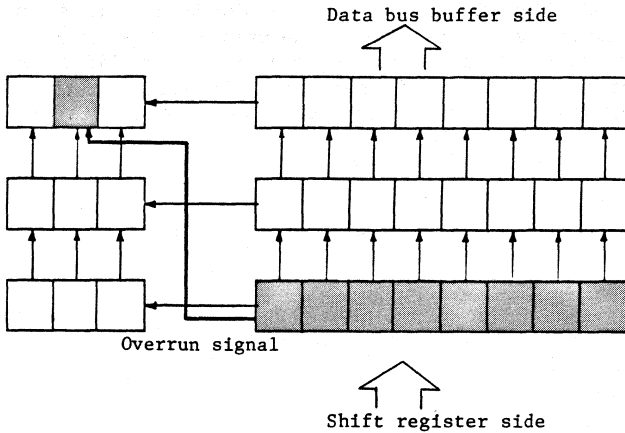 Data bus buffer side
Overrun signal
Shift register side